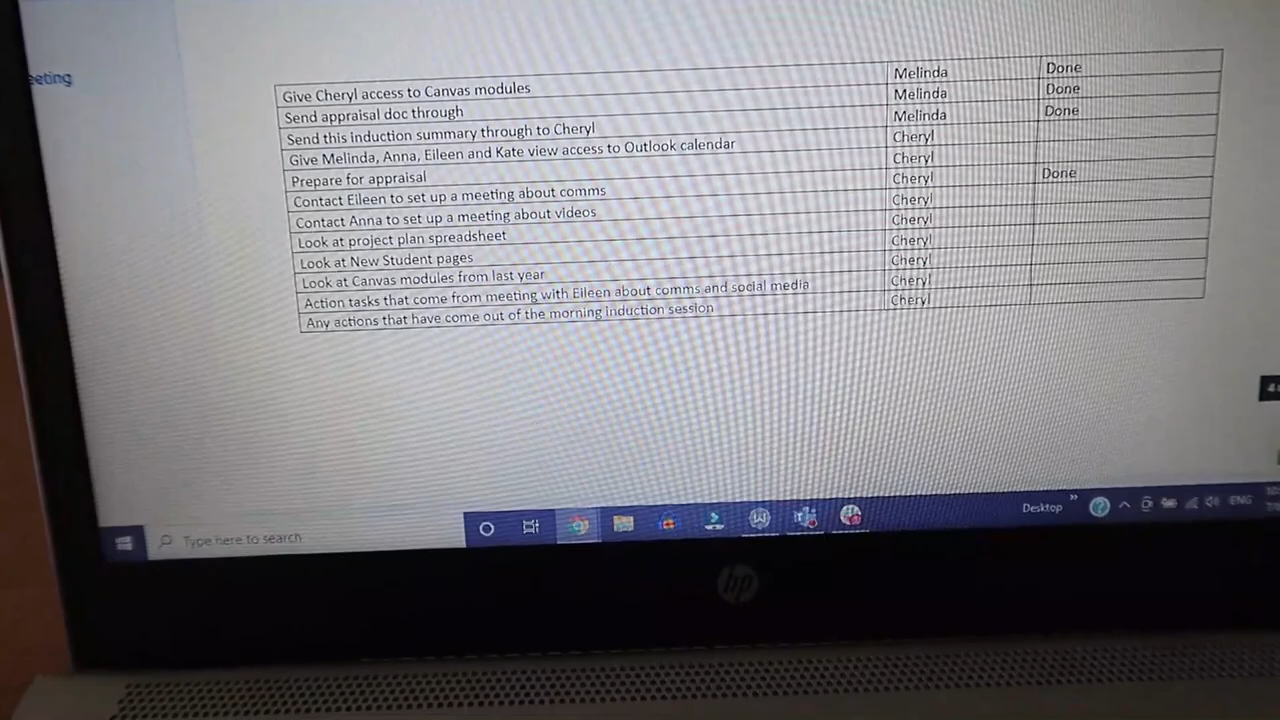 eeting
Give Cheryl access to Canvas modules Melinda Done
Send appraisal doc through Melinda Done
Send this induction summary through to Cheryl Melinda Done
Give Melinda, Anna, Eileen and Kate view access to Outlook calendar Cheryl
Prepare for appraisal Cheryl
Contact Eileen to set up a meeting about comms Cheryl Done
Contact Anna to set up a meeting about videos Cheryl
Look at project plan spreadsheet Cheryl
Look at New Student pages Cheryl
Look at Canvas modules from last year Cheryl
Action tasks that come from meeting with Eileen about comms and social media Cheryl
Any actions that have come out of the morning induction session Cheryl
Type here to search
Desktop
ENG
hp